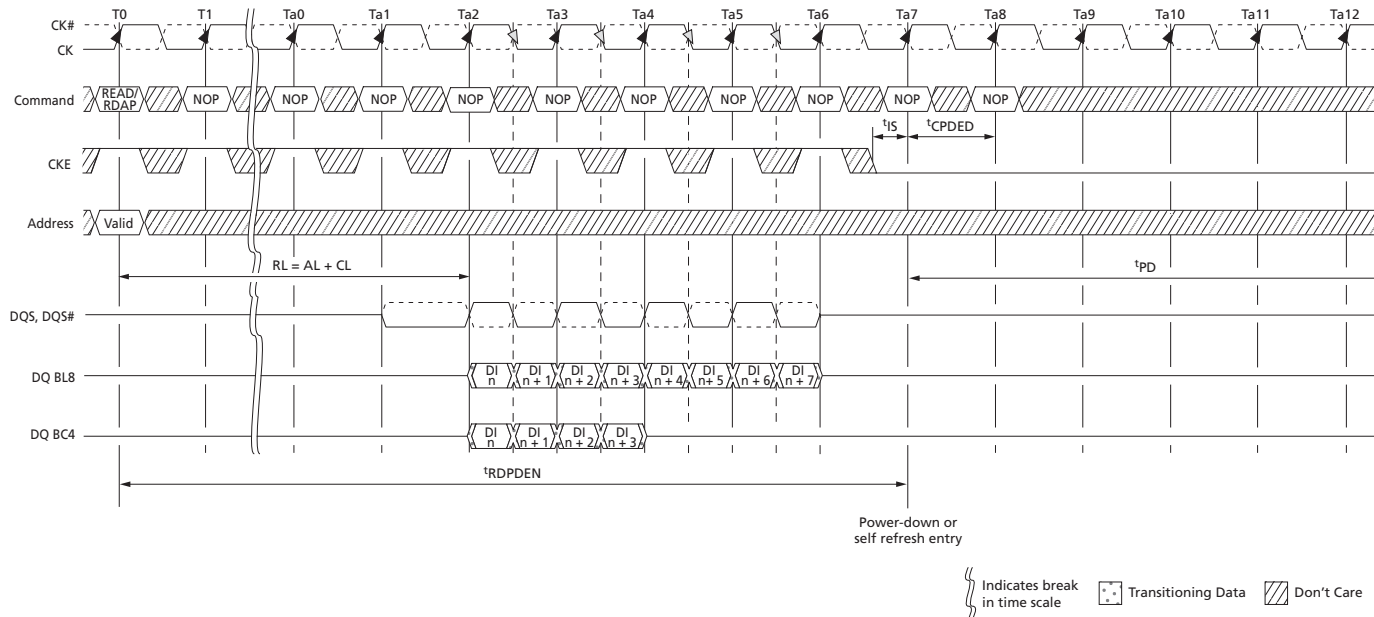 T0 T1 Ta0 Ta1 Ta2 Ta3 Ta4 Ta5 Ta6 Ta7 Ta8 Ta9 Ta10 Ta11 Ta12
CK#
CK
Command READ/ RDAP NOP NOP NOP NOP NOP NOP NOP NOP NOP NOP
tIS tCPDED
CKE
Address Valid
RL = AL + CL tPD
DQS, DQS#
DQ BL8 DI n DI n + 1 DI n + 2 DI n + 3 DI n + 4 DI n+ 5 DI n + 6 DI n + 7
DQ BC4 DI n DI n + 1 DI n + 2 DI n + 3
tRDPDEN
Power-down or
self refresh entry
Indicates break
in time scale
Transitioning Data
Don't Care